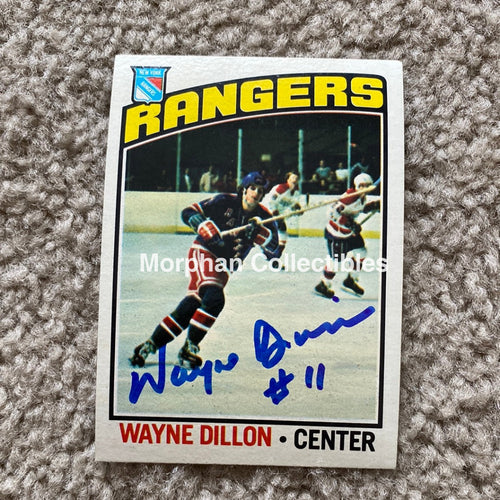 NEW YORK
RANGERS
RANGERS
Morphan Collectibles
Wayne Dillon
#11
WAYNE DILLON • CENTER